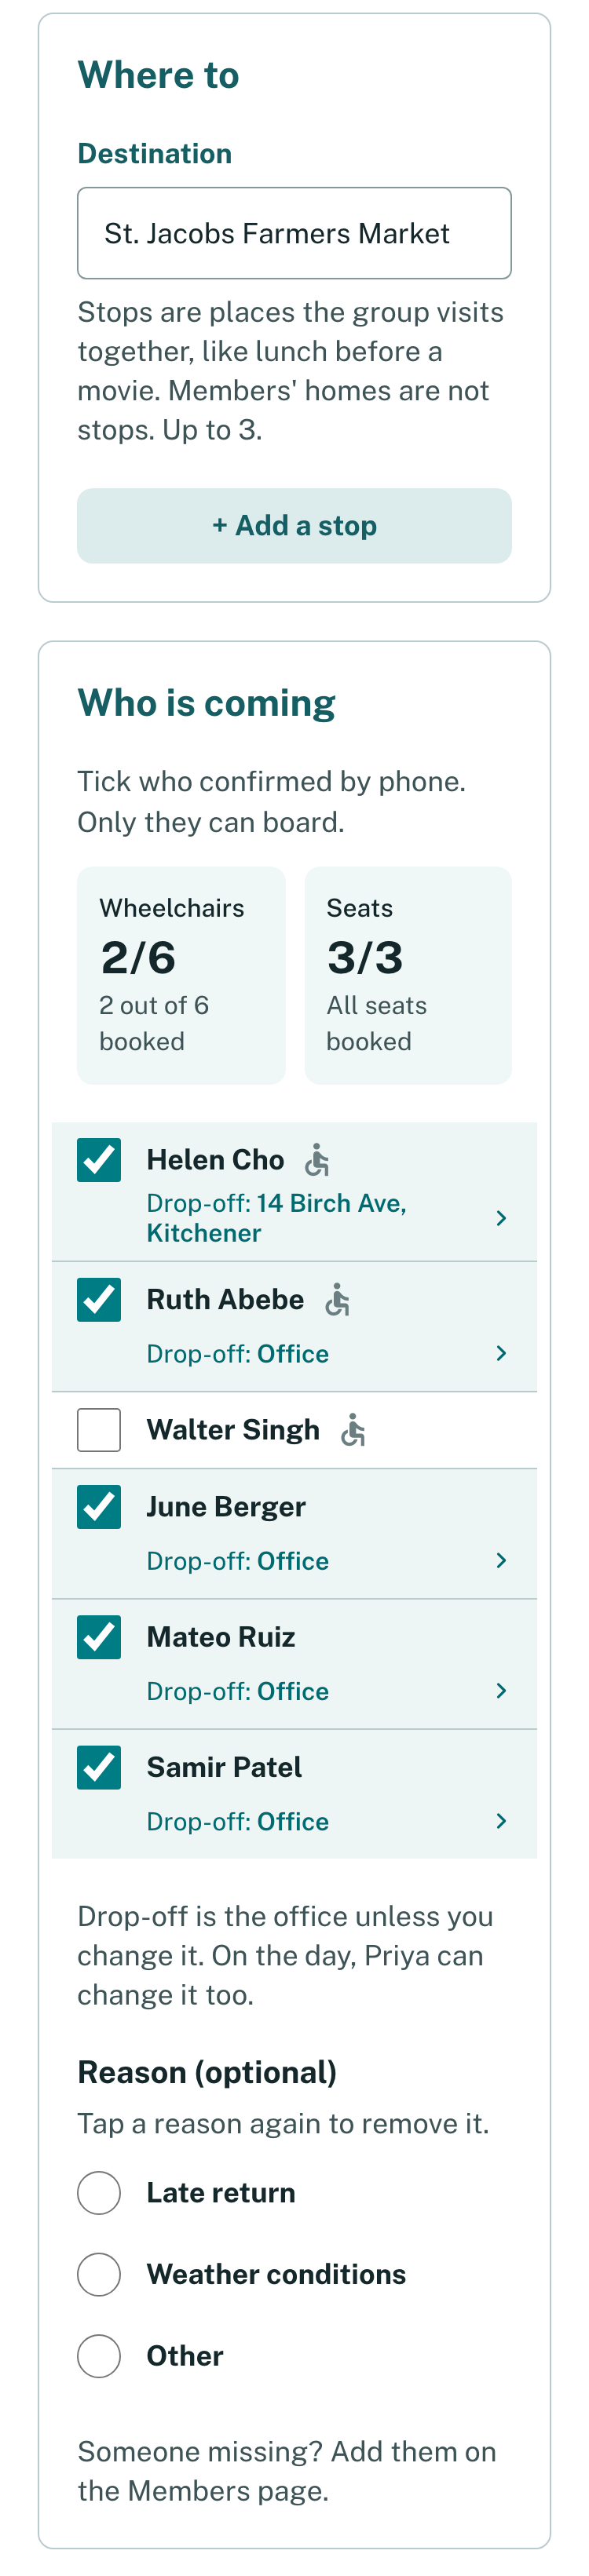 Where to
Destination
St. Jacobs Farmers Market
Stops are places the group visits
together, like lunch before a
movie. Members' homes are not
stops. Up to 3.
+ Add a stop
Who is coming
Tick who confirmed by phone.
Only they can board.
Wheelchairs
2/6
2 out of 6
booked
Seats
3/3
All seats
booked
Helen Cho
Drop-off: 14 Birch Ave,
Kitchener
Ruth Abebe
Drop-off: Office
Walter Singh
June Berger
Drop-off: Office
Mateo Ruiz
Drop-off: Office
Samir Patel
Drop-off: Office
Drop-off is the office unless you
change it. On the day, Priya can
change it too.
Reason (optional)
Tap a reason again to remove it.
Late return
Weather conditions
Other
Someone missing? Add them on
the Members page.